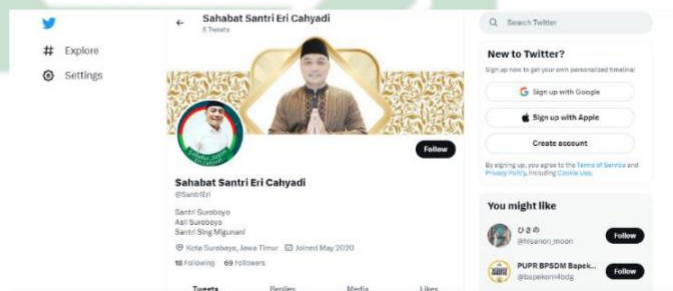 Explore
Settings
Sahabat Santri Eri Cahyadi
Tweets
Follow
Sahabat Santri Eri Cahyadi
@SantriEri
Santri Suroboyo
Asli Suroboyo
Santri Sing Migunani
Kota Surabaya, Jawa Timur Joined May 2020
18 Following 69 Followers
Tweets Replies Media Likes
Search Twitter
New to Twitter?
Sign up now to get your own personalized timeline!
Sign up with Google
Sign up with Apple
Create account
By signing up, you agree to the Terms of Service and
Privacy Policy, including Cookie Use.
You might like
ひさの
@hisanon_moon
Follow
PUPR BPSDM Bapek...
@bapekom4bdg
Follow